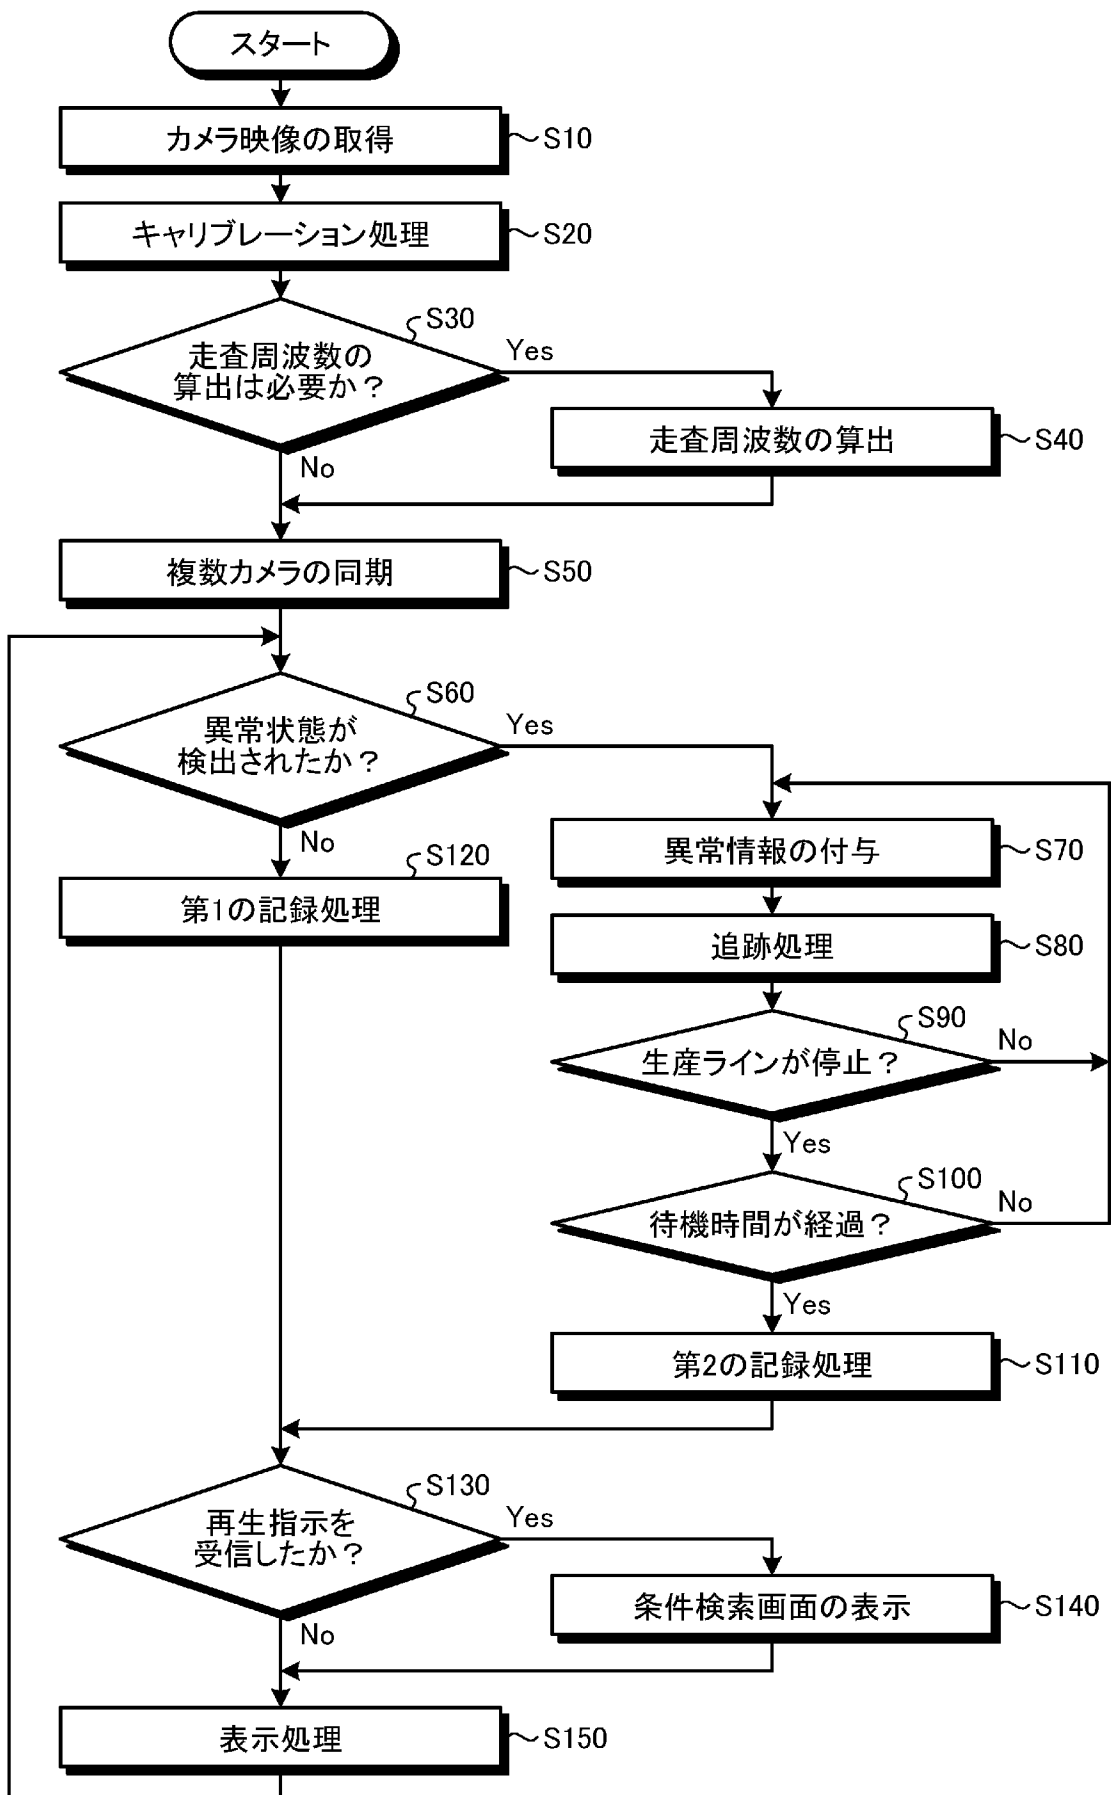 スタート
カメラ映像の取得
S10
キャリブレーション処理
S20
S30
走査周波数の
算出は必要か？
Yes
No
走査周波数の算出
S40
複数カメラの同期
S50
S60
異常状態が
検出されたか？
Yes
No
異常情報の付与
S70
S120
第1の記録処理
追跡処理
S80
S90
生産ラインが停止？
No
Yes
S100
待機時間が経過？
No
Yes
第2の記録処理
S110
S130
再生指示を
受信したか？
Yes
No
条件検索画面の表示
S140
表示処理
S150